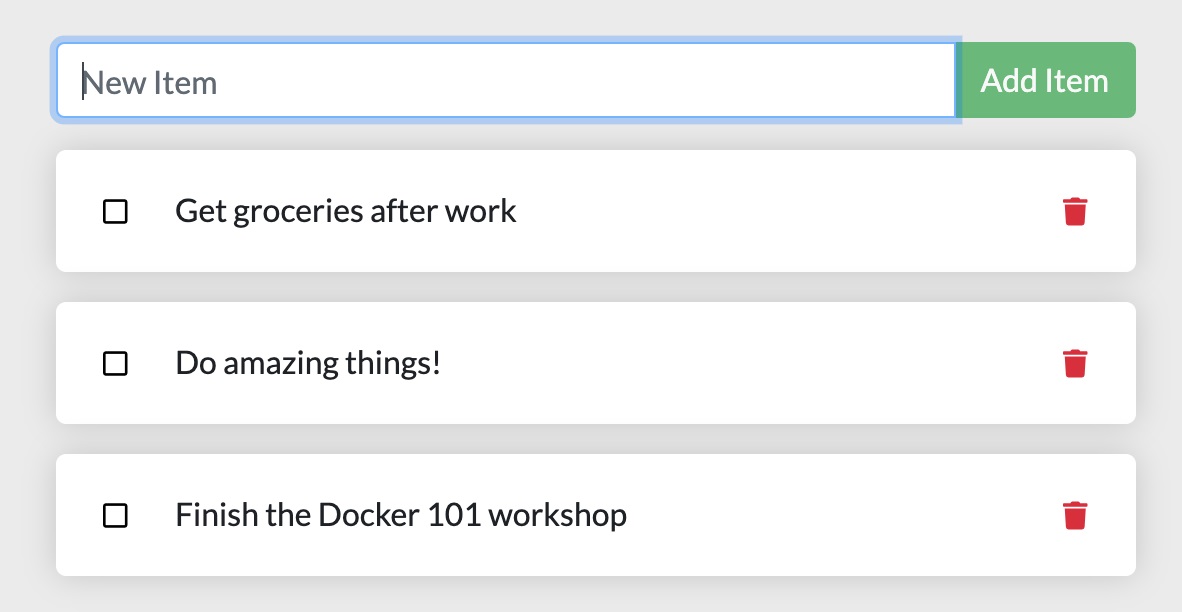 New Item
Add Item
Get groceries after work
Do amazing things!
Finish the Docker 101 workshop